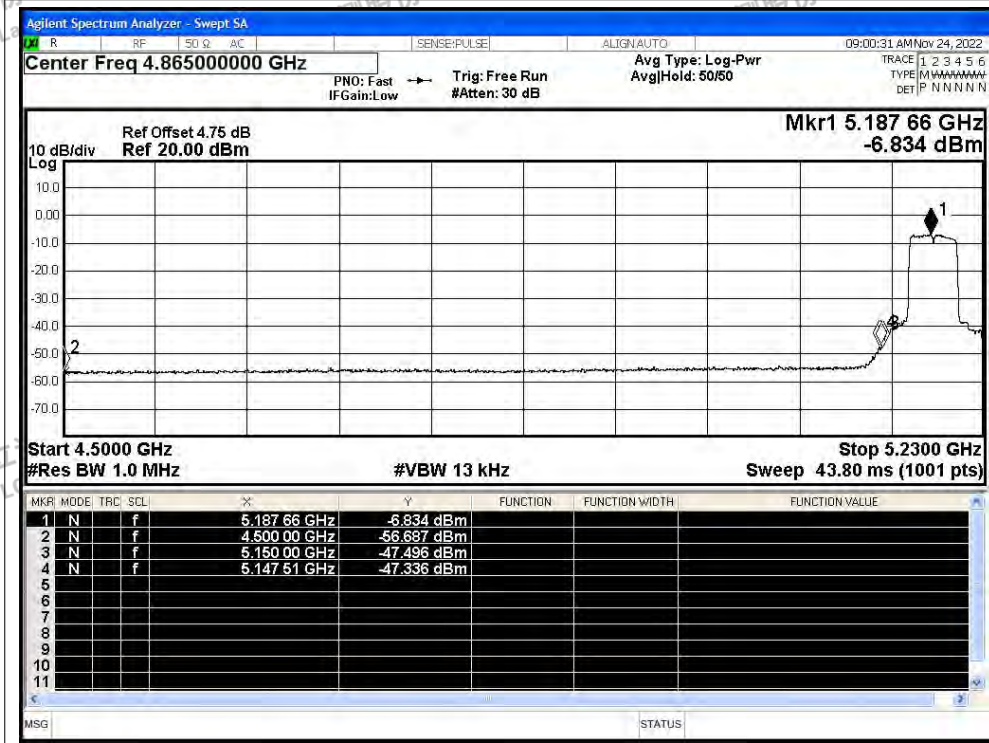 Agilent Spectrum Analyzer - Swept SA
LXI R RF 50 Ω AC SENSE:PULSE ALIGNAUTO 09:00:31 AM Nov 24, 2022
Center Freq 4.865000000 GHz
Avg Type: Log-Pwr
TRACE 1 2 3 4 5 6
PNO: Fast Trig: Free Run Avg|Hold: 50/50
TYPE M W W W W W
IFGain:Low #Atten: 30 dB
DET P N N N N N
Mkr1 5.187 66 GHz
-6.834 dBm
Ref Offset 4.75 dB
10 dB/div Ref 20.00 dBm
Log
10.0
0.00
-10.0
-20.0
-30.0
-40.0
-50.0
-60.0
-70.0
1
2
Start 4.5000 GHz Stop 5.2300 GHz
#Res BW 1.0 MHz #VBW 13 kHz Sweep 43.80 ms (1001 pts)
MKR MODE TRC SCL X Y FUNCTION FUNCTION WIDTH FUNCTION VALUE
1 N f 5.187 66 GHz -6.834 dBm
2 N f 4.500 00 GHz -56.687 dBm
3 N f 5.150 00 GHz -47.496 dBm
4 N f 5.147 51 GHz -47.336 dBm
5
6
7
8
9
10
11
MSG STATUS